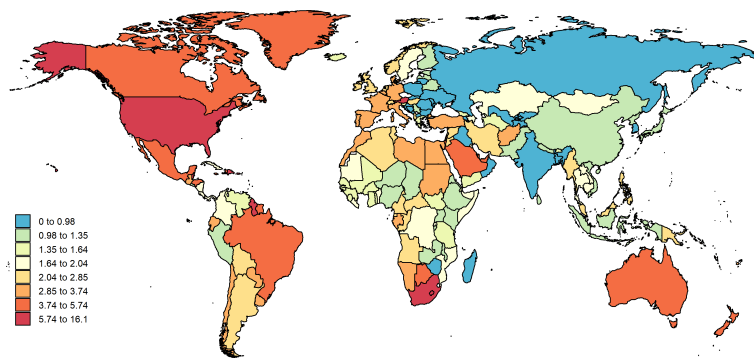 0 to 0.98
0.98 to 1.35
1.35 to 1.64
1.64 to 2.04
2.04 to 2.85
2.85 to 3.74
3.74 to 5.74
5.74 to 16.1